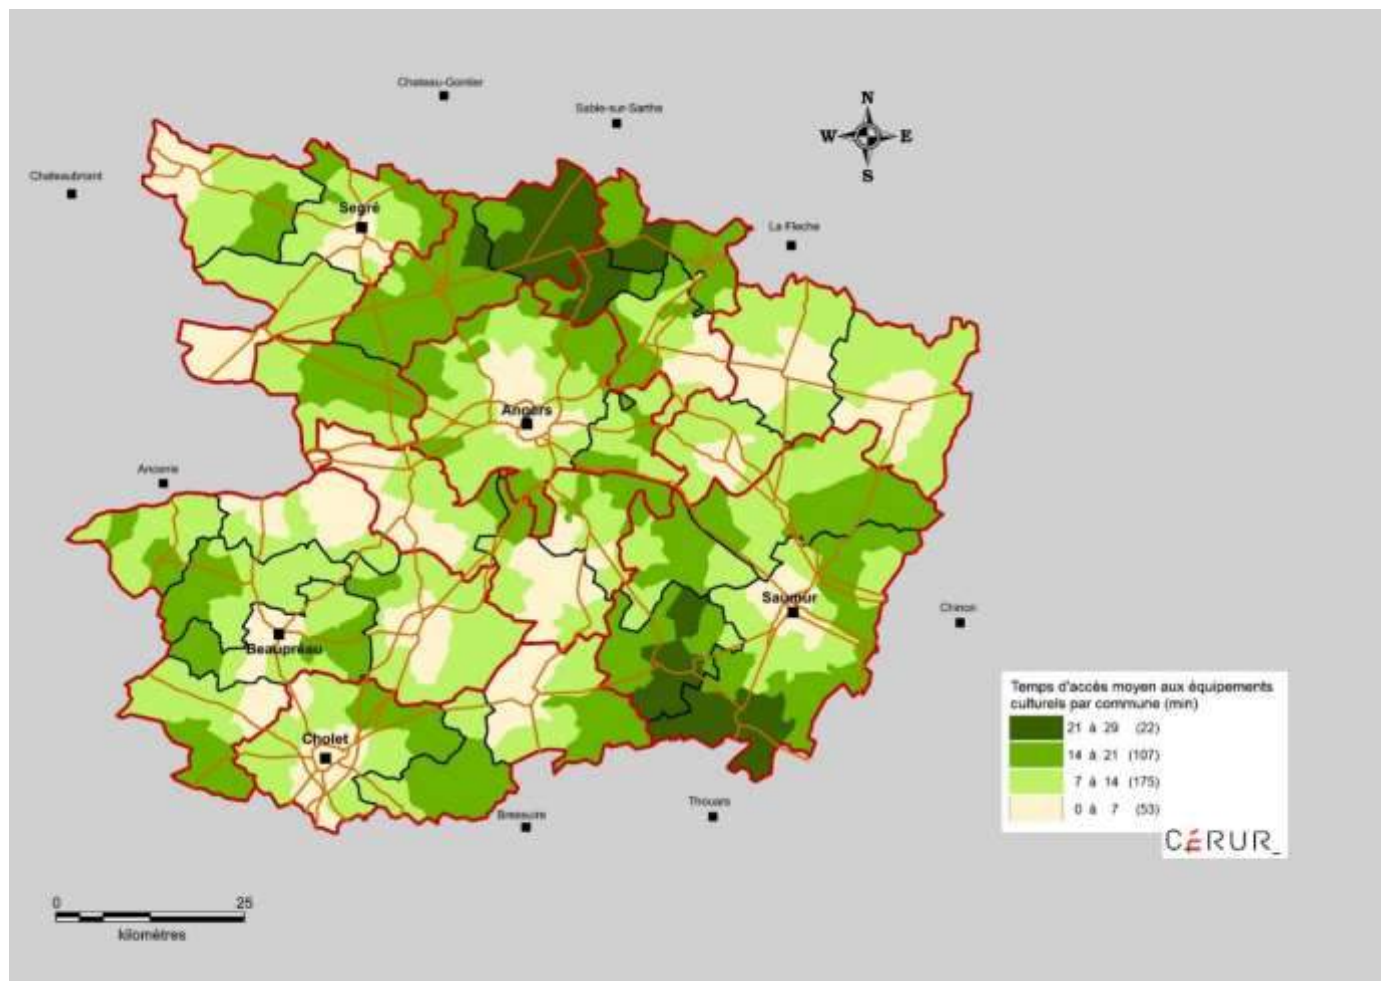 Chateau-Gontier
Sable-sur-Sarthe
N
W E
S
Chateaubriant
Segré
La Fleche
Angers
Ancenis
Saumur
Chinon
Beaupréau
Cholet
Thouars
Bressuire
Temps d'accès moyen aux équipements
culturels par commune (min)
21 à 29 (22)
14 à 21 (107)
7 à 14 (175)
0 à 7 (53)
CÉRUR_
0 25
kilomètres